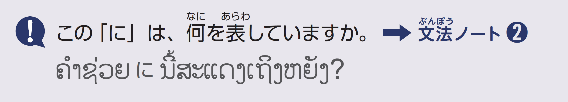 ! この「に」は、何を表していますか。 ➡ 文法ノート❷
ຄຳຊ່ວຍ に ນີ້ສະແດງເຖິງຫຍັງ?